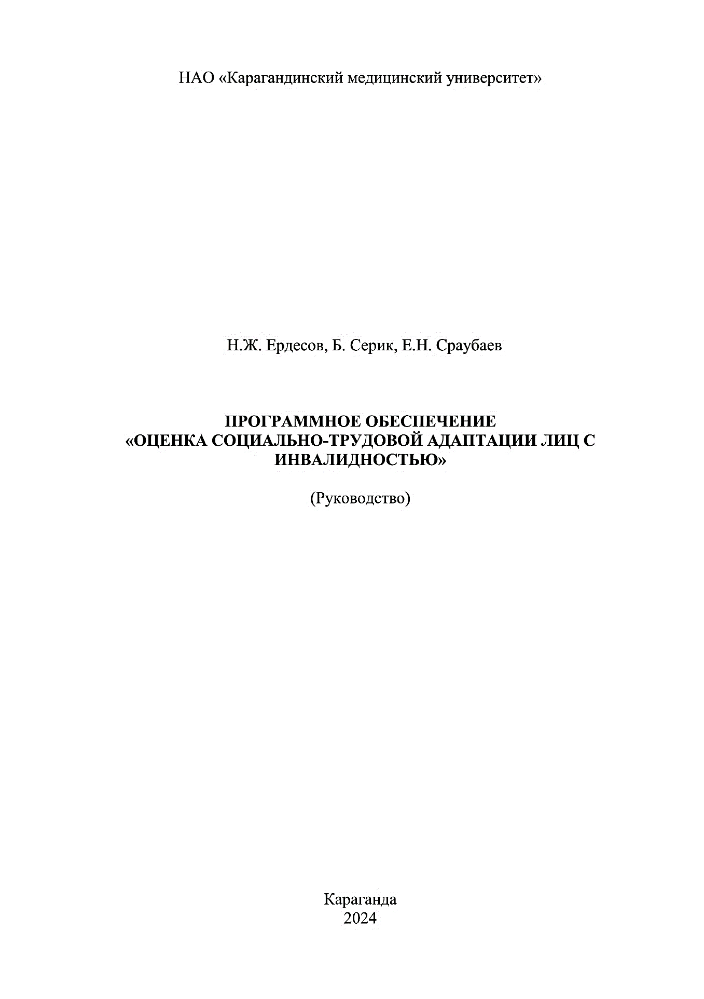 НАО «Карагандинский медицинский университет»
Н.Ж. Ердесов, Б. Серик, Е.Н. Сраубаев
ПРОГРАММНОЕ ОБЕСПЕЧЕНИЕ
«ОЦЕНКА СОЦИАЛЬНО-ТРУДОВОЙ АДАПТАЦИИ ЛИЦ С
ИНВАЛИДНОСТЬЮ»
(Руководство)
Караганда
2024